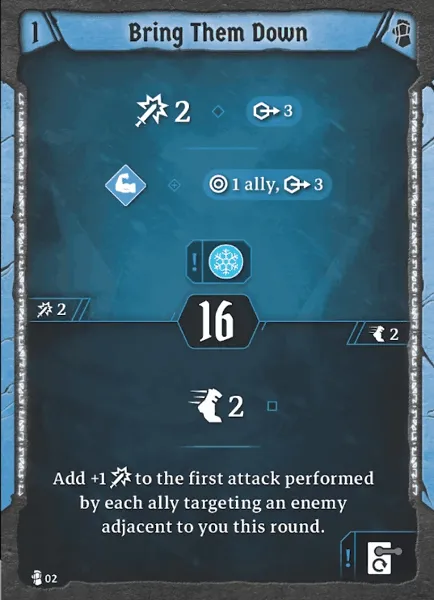 1 Bring Them Down
2 3
1 ally, 3
!
2
16
2
2
Add +1 to the first attack performed
by each ally targeting an enemy
adjacent to you this round.
!
02